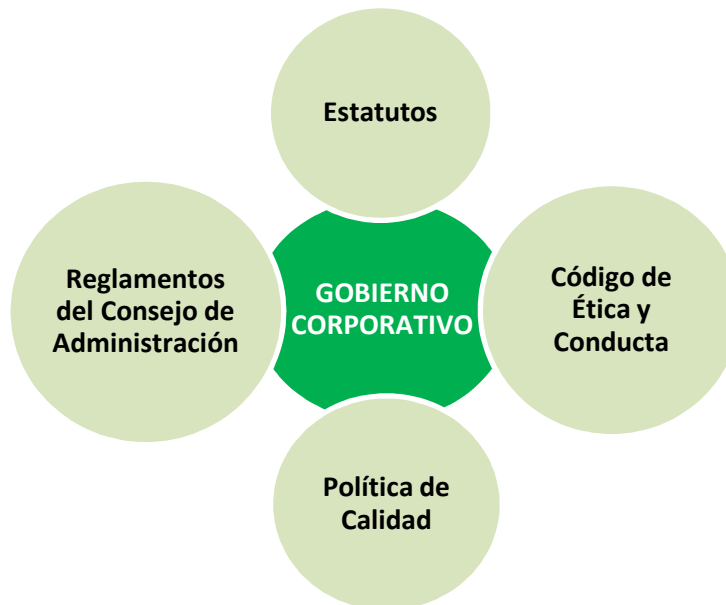 Estatutos
Reglamentos
del Consejo de
Administración
GOBIERNO
CORPORATIVO
Código de
Ética y
Conducta
Política de
Calidad